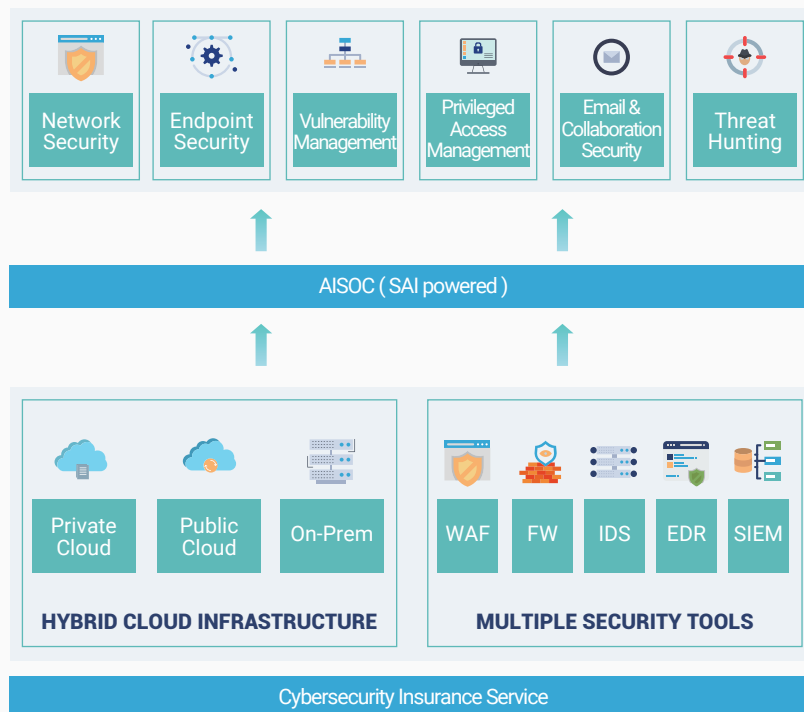 Network
Security
Endpoint
Security
Vulnerability
Management
Privileged
Access
Management
Email &
Collaboration
Security
Threat
Hunting
AISOC ( SAI powered )
Private
Cloud
Public
Cloud
On-Prem
HYBRID CLOUD INFRASTRUCTURE
WAF
FW
IDS
EDR
SIEM
MULTIPLE SECURITY TOOLS
Cybersecurity Insurance Service